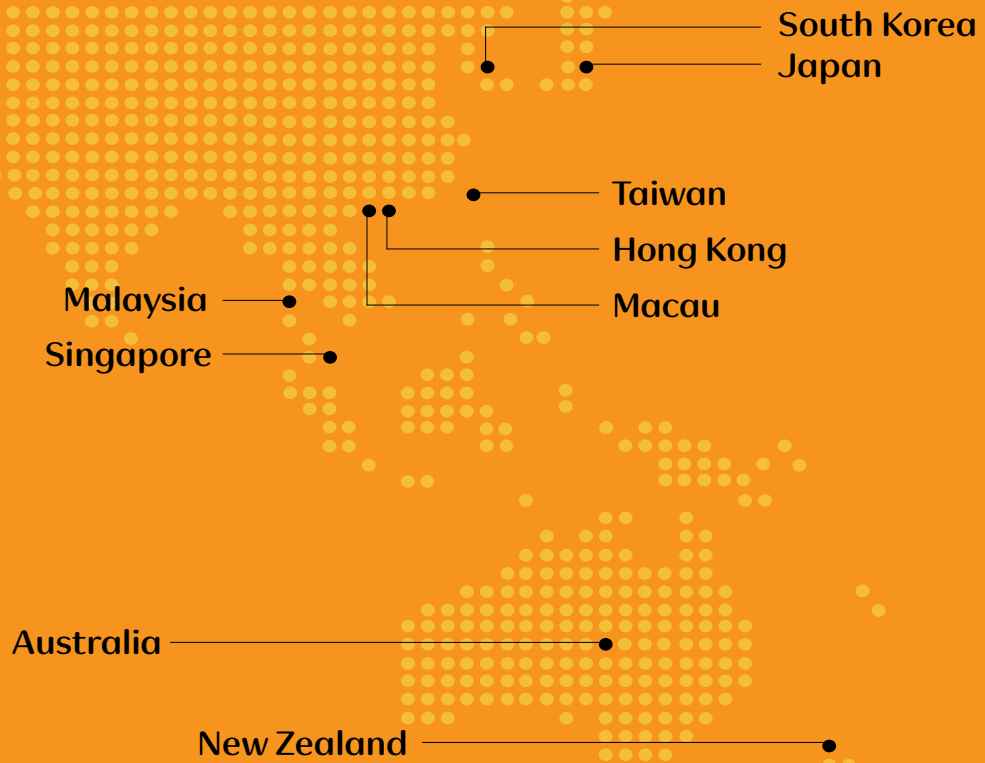 South Korea
Japan
Taiwan
Hong Kong
Macau
Malaysia
Singapore
Australia
New Zealand